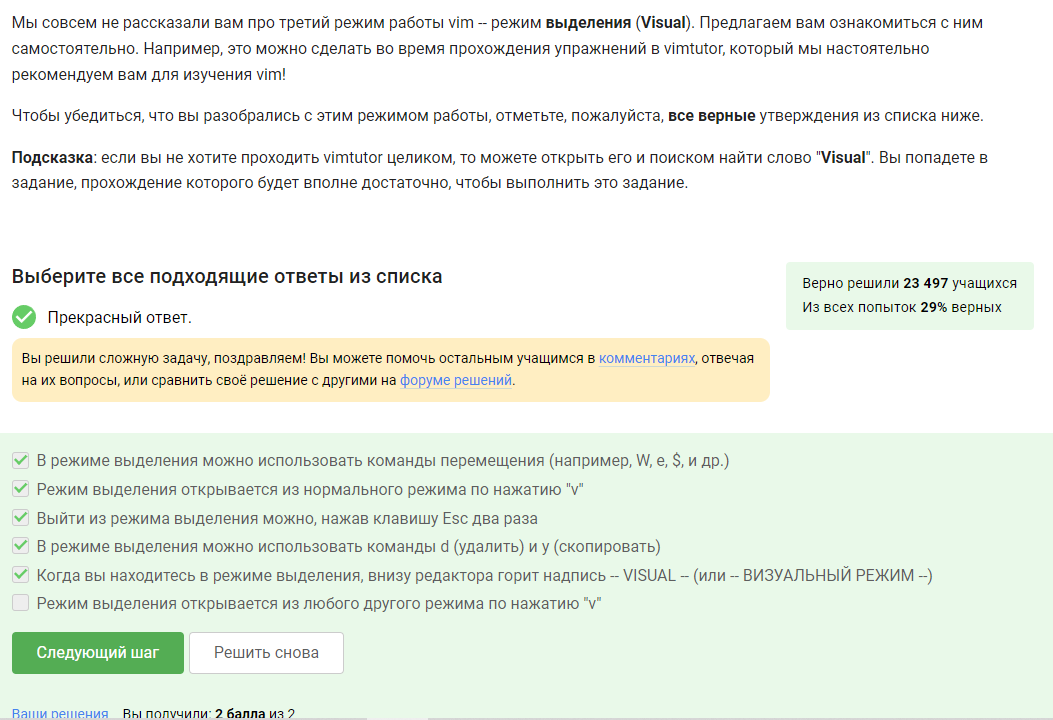 Мы совсем не рассказали вам про третий режим работы vim -- режим выделения (Visual). Предлагаем вам ознакомиться с ним
самостоятельно. Например, это можно сделать во время прохождения упражнений в vimtutor, который мы настоятельно
рекомендуем вам для изучения vim!
Чтобы убедиться, что вы разобрались с этим режимом работы, отметьте, пожалуйста, все верные утверждения из списка ниже.
Подсказка: если вы не хотите проходить vimtutor целиком, то можете открыть его и поиском найти слово "Visual". Вы попадете в
задание, прохождение которого будет вполне достаточно, чтобы выполнить это задание.
Выберите все подходящие ответы из списка
Верно решили 23 497 учащихся
Из всех попыток 29% верных
Прекрасный ответ.
Вы решили сложную задачу, поздравляем! Вы можете помочь остальным учащимся в комментариях, отвечая
на их вопросы, или сравнить своё решение с другими на форуме решений.
В режиме выделения можно использовать команды перемещения (например, W, e, $, и др.)
Режим выделения открывается из нормального режима по нажатию "v"
Выйти из режима выделения можно, нажав клавишу Esc два раза
В режиме выделения можно использовать команды d (удалить) и y (скопировать)
Когда вы находитесь в режиме выделения, внизу редактора горит надпись -- VISUAL -- (или -- ВИЗУАЛЬНЫЙ РЕЖИМ --)
Режим выделения открывается из любого другого режима по нажатию "v"
Следующий шаг
Решить снова
Ваши решения Вы получили: 2 балла из 2